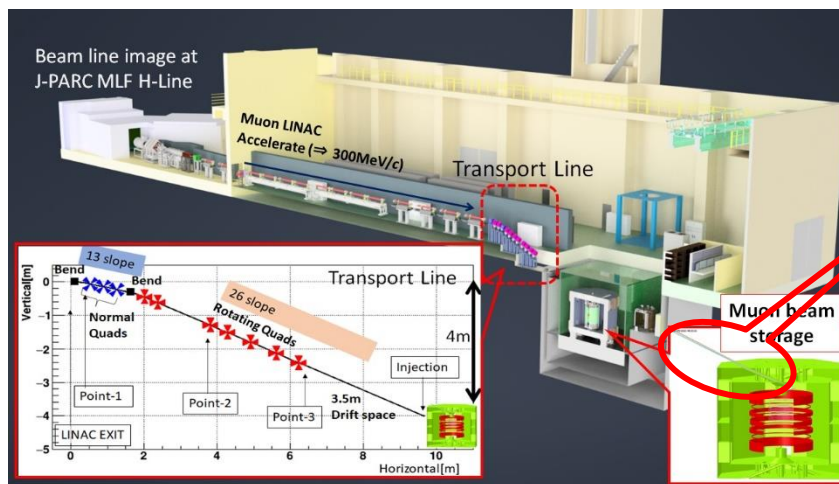 Beam line image at
J-PARC MLF H-Line
Muon LINAC
Accelerate (⇒ 300MeV/c)
Transport Line
13 slope
Bend
Bend
Transport Line
Vertical[m]
0
-1
-2
-3
-4
-5
Normal
Quads
26 slope
Rotating Quads
4m
Injection
Point-1
Point-2
Point-3
3.5m
Drift space
LINAC EXIT
0
2
4
6
8
10
Horizontal[m]
Muon beam
storage